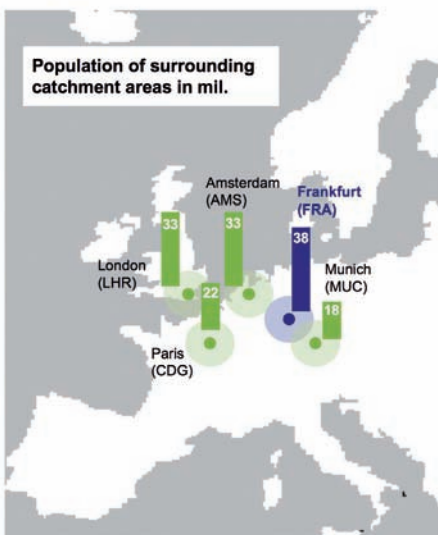 Population of surrounding
catchment areas in mil.
Amsterdam
(AMS)
Frankfurt
(FRA)
33
33
38
London
(LHR)
22
Munich
(MUC)
18
Paris
(CDG)